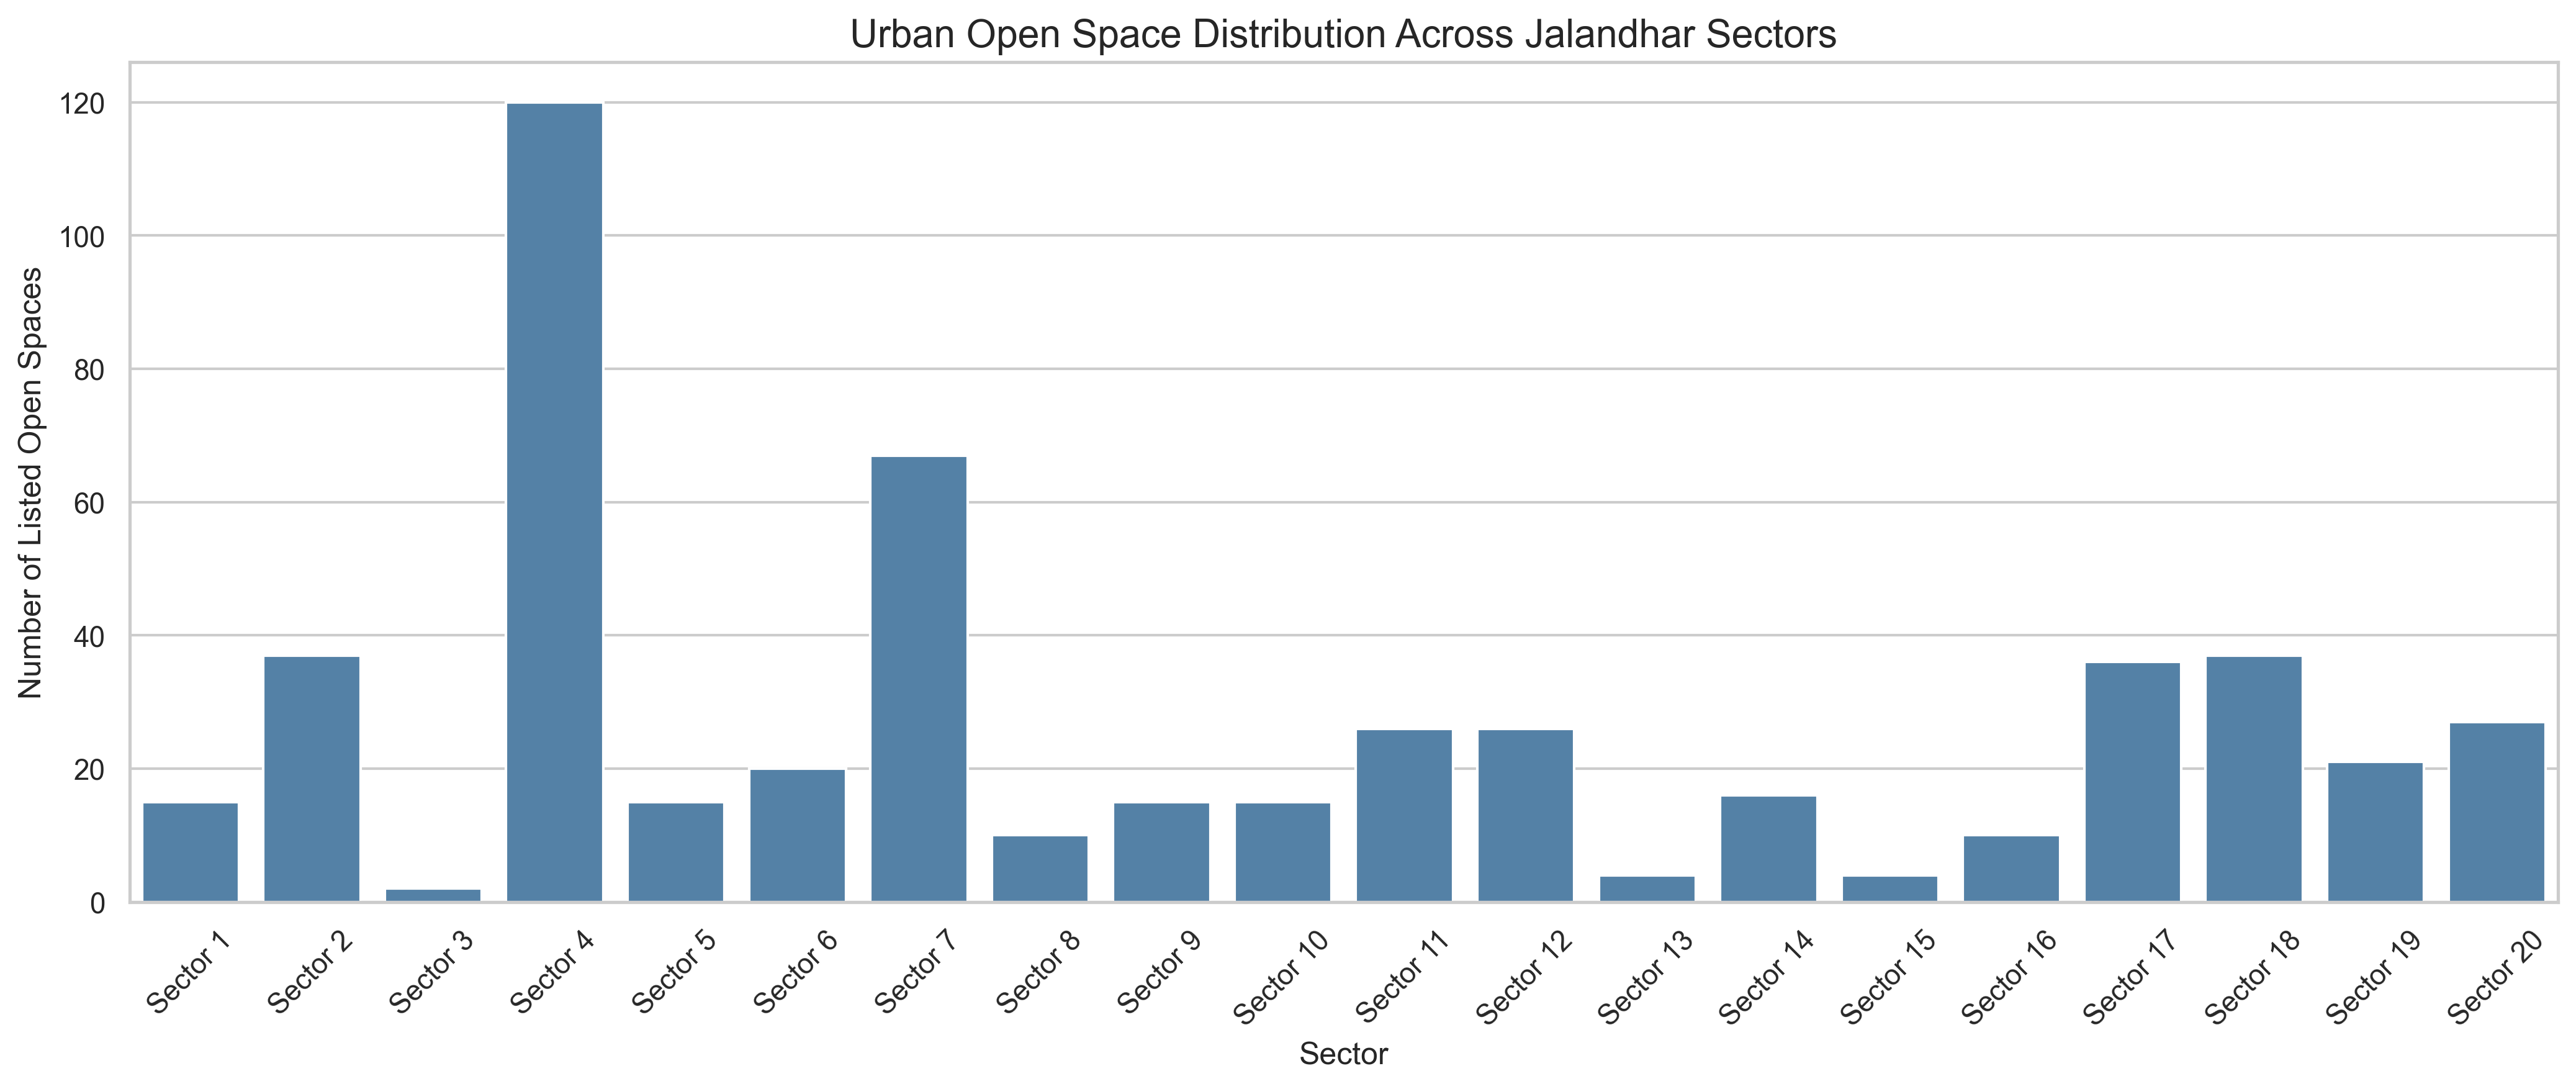 Urban Open Space Distribution Across Jalandhar Sectors
Number of Listed Open Spaces
120
100
80
60
40
20
0
Sector 1
Sector 2
Sector 3
Sector 4
Sector 5
Sector 6
Sector 7
Sector 8
Sector 9
Sector 10
Sector 11
Sector 12
Sector 13
Sector 14
Sector 15
Sector 16
Sector 17
Sector 18
Sector 19
Sector 20
Sector